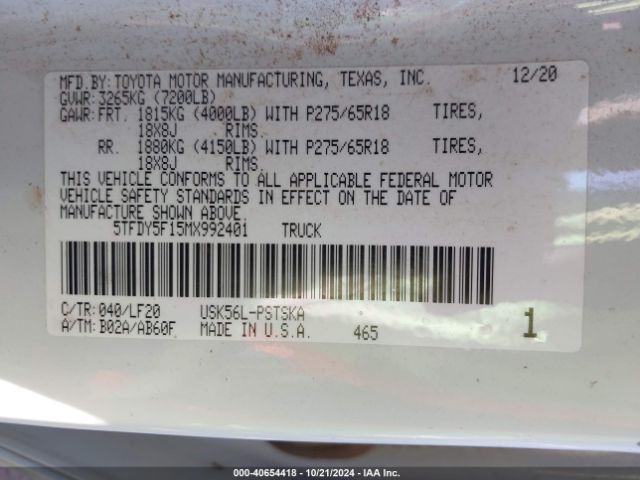 MFD.BY:TOYOTA MOTOR MANUFACTURING, TEXAS, INC. 12/20
GVWR:3265KG (7200LB)
GAWR:FRT. 1815KG (4000LB) WITH P275/65R18 TIRES,
18X8J RIMS.
RR. 1880KG (4150LB) WITH P275/65R18 TIRES,
18X8J RIMS.
THIS VEHICLE CONFORMS TO ALL APPLICABLE FEDERAL MOTOR
VEHICLE SAFETY STANDARDS IN EFFECT ON THE DATE OF
MANUFACTURE SHOWN ABOVE.
5TFDY5F15MX992401 TRUCK
C/TR:040/LF20 USK56L-PSTSKA
A/TM:B02A/AB60F MADE IN U.S.A. 465 1
000-40654418 - 10/21/2024 - IAA Inc.